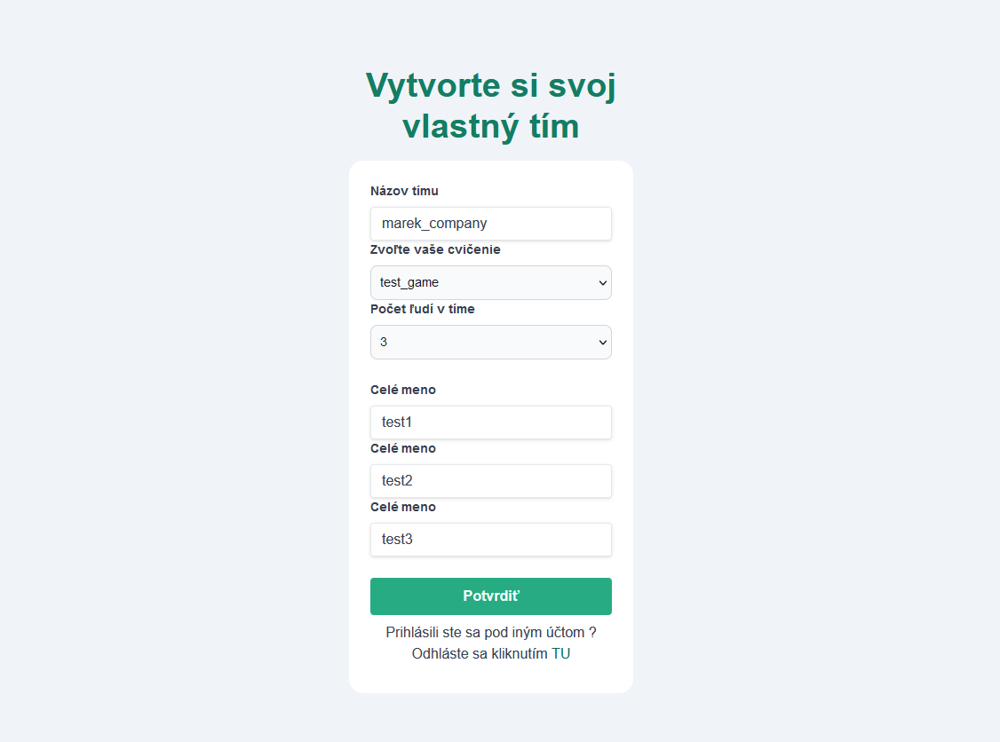 Vytvorte si svoj
vlastný tím
Názov tímu
marek_company
Zvoľte vaše cvičenie
test_game
Počet ľudí v tíme
3
Celé meno
test1
Celé meno
test2
Celé meno
test3
Potvrdiť
Prihlásili ste sa pod iným účtom ?
Odhláste sa kliknutím TU